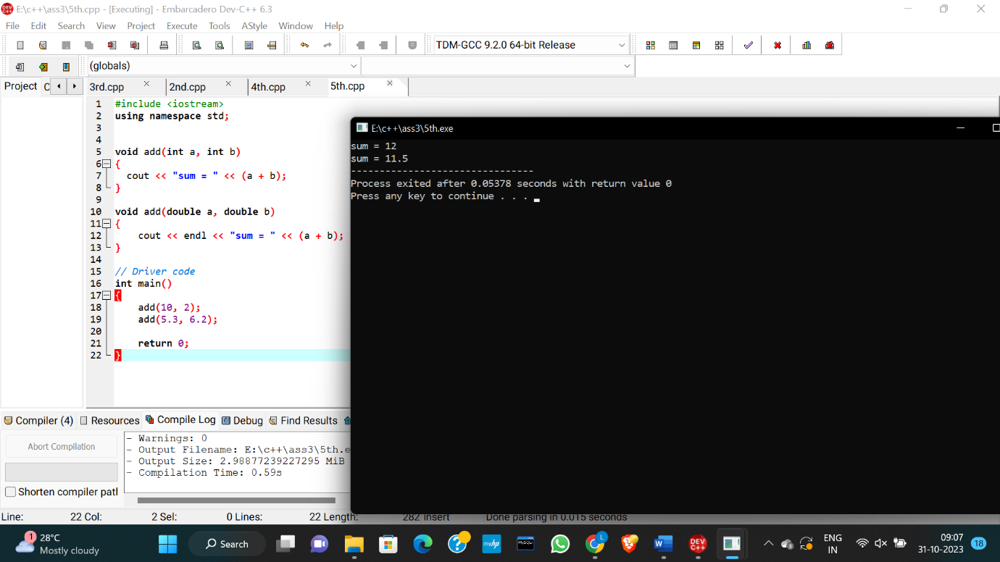 E:\c++\ass3\5th.cpp - [Executing] - Embarcadero Dev-C++ 6.3
File Edit Search View Project Execute Tools AStyle Window Help
TDM-GCC 9.2.0 64-bit Release
(globals)
Project
3rd.cpp 2nd.cpp 4th.cpp 5th.cpp
1 #include <iostream>
2 using namespace std;
3
4
5 void add(int a, int b)
6 {
7 cout << "sum = " << (a + b);
8 }
9
10 void add(double a, double b)
11 {
12 cout << endl << "sum = " << (a + b);
13 }
14
15 // Driver code
16 int main()
17 {
18 add(10, 2);
19 add(5.3, 6.2);
20
21 return 0;
22 }
E:\c++\ass3\5th.exe
sum = 12
sum = 11.5
--------------------------------
Process exited after 0.05378 seconds with return value 0
Press any key to continue . . .
Compiler (4) Resources Compile Log Debug Find Results
Abort Compilation
Shorten compiler path
- Warnings: 0
- Output Filename: E:\c++\ass3\5th.e
- Output Size: 2.98877239227295 MiB
- Compilation Time: 0.59s
Line: 22 Col: 2 Sel: 0 Lines: 22 Length: 282 Insert Done parsing in 0.015 seconds
1
28°C
Mostly cloudy
Search
myhp
MySQL
L
W
DEV
C++
ENG
IN
09:07
31-10-2023
18